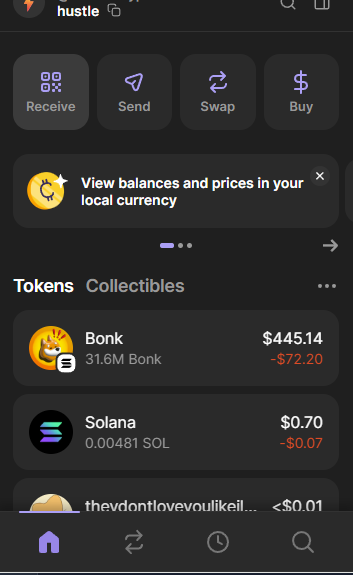 hustle
Receive
Send
Swap
Buy
View balances and prices in your
local currency
Tokens Collectibles
Bonk
$445.14
31.6M Bonk
-$72.20
Solana
$0.70
0.00481 SOL
-$0.07
theydontloveyoulikeil...
<$0.01